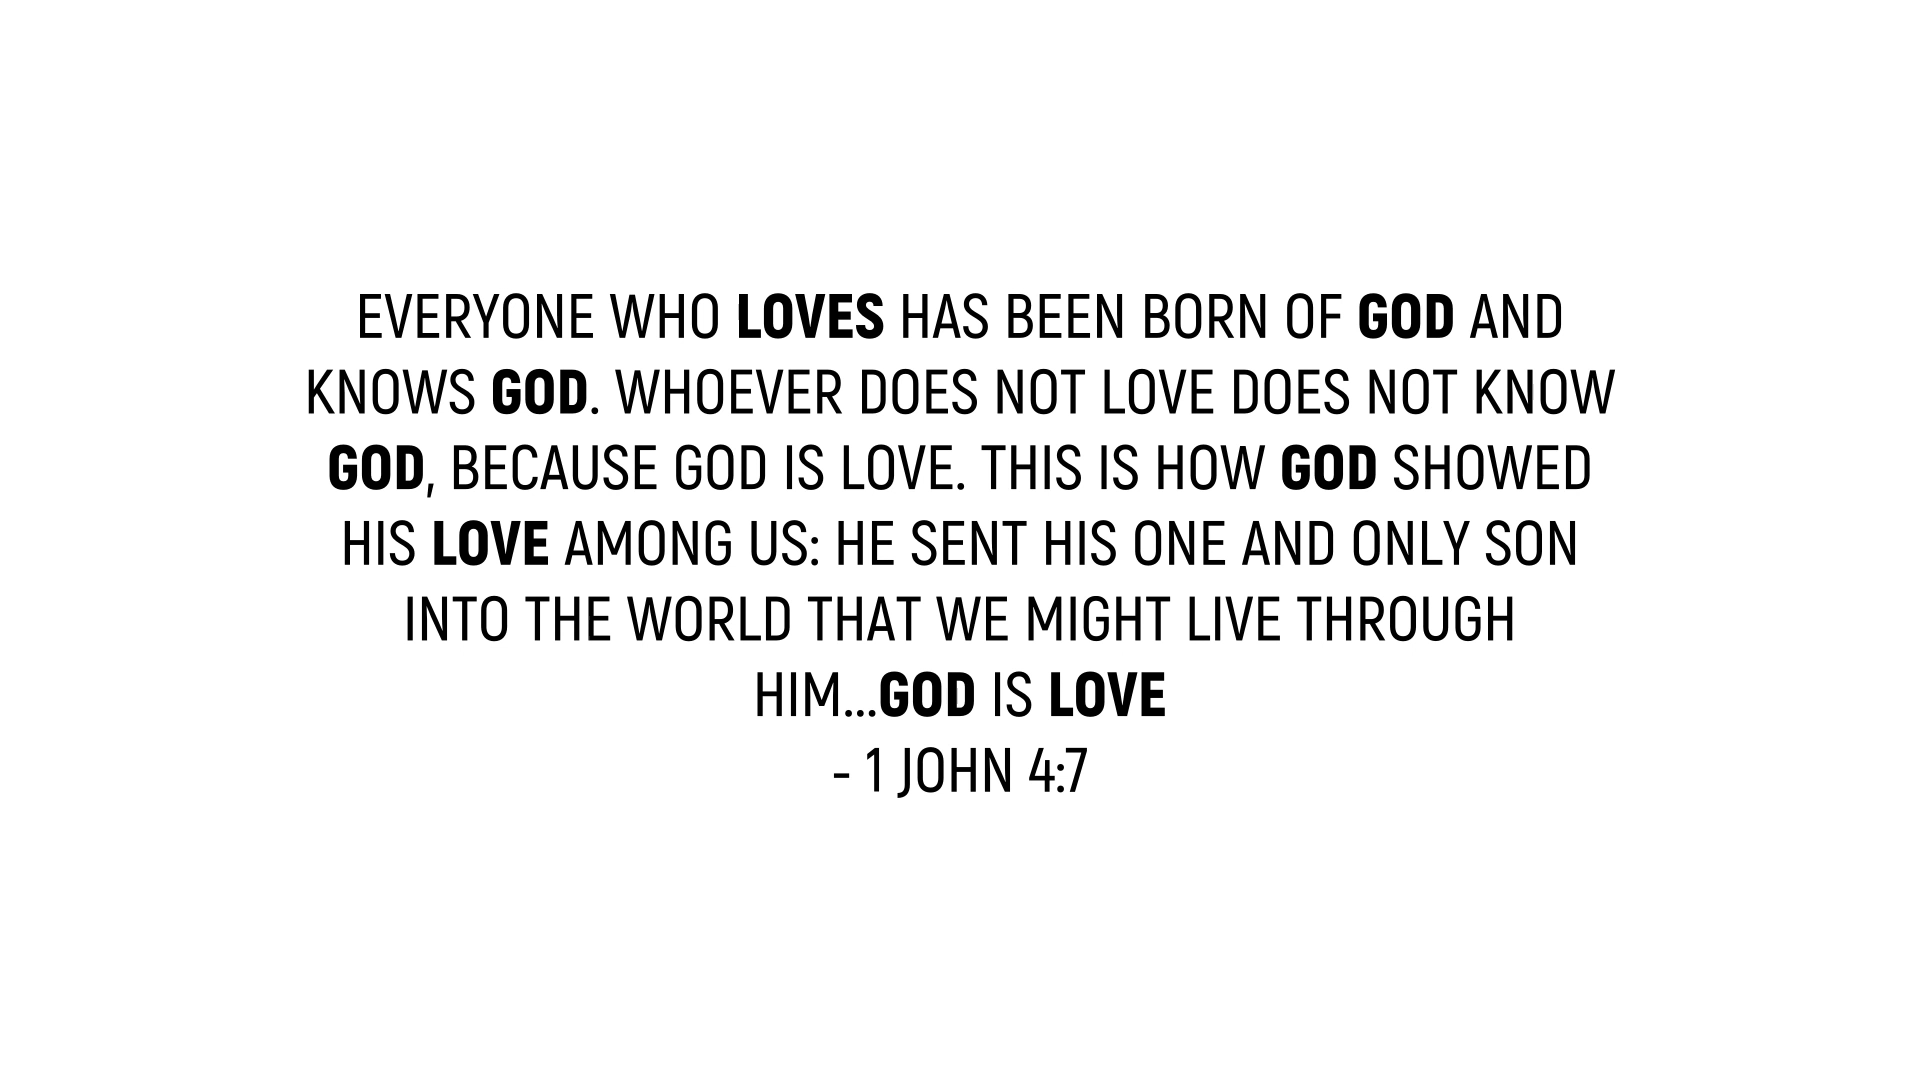 EVERYONE WHO LOVES HAS BEEN BORN OF GOD AND
KNOWS GOD. WHOEVER DOES NOT LOVE DOES NOT KNOW
GOD, BECAUSE GOD IS LOVE. THIS IS HOW GOD SHOWED
HIS LOVE AMONG US: HE SENT HIS ONE AND ONLY SON
INTO THE WORLD THAT WE MIGHT LIVE THROUGH
HIM...GOD IS LOVE
- 1 JOHN 4:7